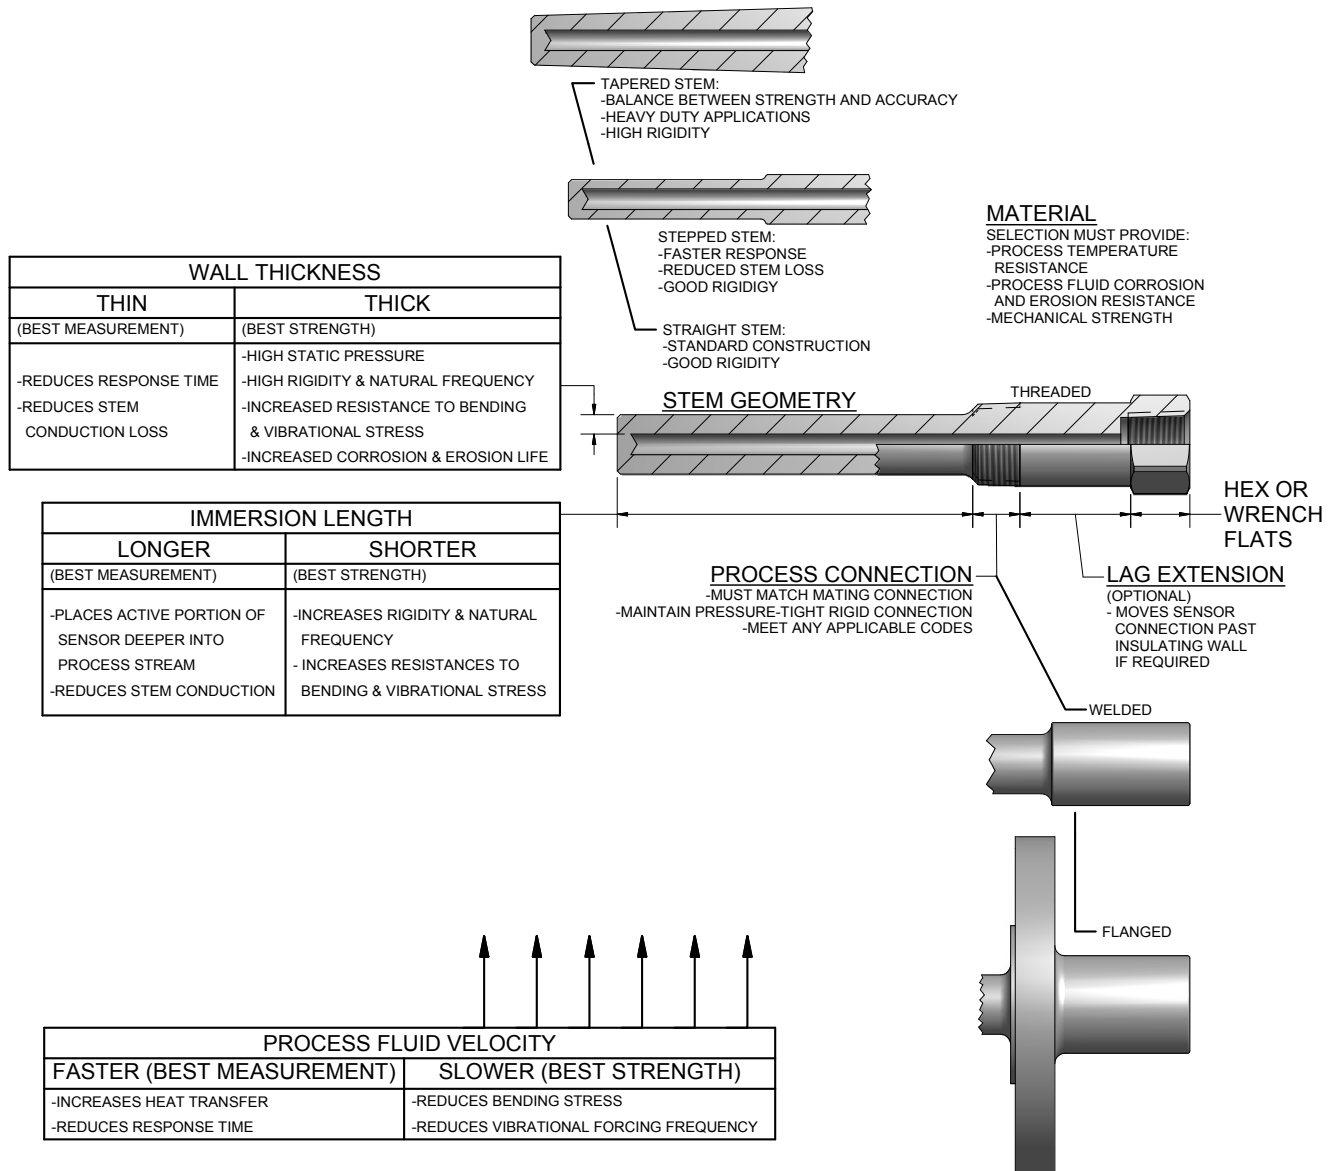 TAPERED STEM:
-BALANCE BETWEEN STRENGTH AND ACCURACY
-HEAVY DUTY APPLICATIONS
-HIGH RIGIDITY
STEPPED STEM:
-FASTER RESPONSE
-REDUCED STEM LOSS
-GOOD RIGIDIGY
STRAIGHT STEM:
-STANDARD CONSTRUCTION
-GOOD RIGIDITY
MATERIAL
SELECTION MUST PROVIDE:
-PROCESS TEMPERATURE
RESISTANCE
-PROCESS FLUID CORROSION
AND EROSION RESISTANCE
-MECHANICAL STRENGTH
WALL THICKNESS
THIN
(BEST MEASUREMENT)
-REDUCES RESPONSE TIME
-REDUCES STEM
CONDUCTION LOSS
THICK
(BEST STRENGTH)
-HIGH STATIC PRESSURE
-HIGH RIGIDITY & NATURAL FREQUENCY
-INCREASED RESISTANCE TO BENDING
& VIBRATIONAL STRESS
-INCREASED CORROSION & EROSION LIFE
STEM GEOMETRY
THREADED
HEX OR
WRENCH
FLATS
IMMERSION LENGTH
LONGER
(BEST MEASUREMENT)
-PLACES ACTIVE PORTION OF
SENSOR DEEPER INTO
PROCESS STREAM
-REDUCES STEM CONDUCTION
SHORTER
(BEST STRENGTH)
-INCREASES RIGIDITY & NATURAL
FREQUENCY
- INCREASES RESISTANCES TO
BENDING & VIBRATIONAL STRESS
PROCESS CONNECTION
-MUST MATCH MATING CONNECTION
-MAINTAIN PRESSURE-TIGHT RIGID CONNECTION
-MEET ANY APPLICABLE CODES
LAG EXTENSION
(OPTIONAL)
- MOVES SENSOR
CONNECTION PAST
INSULATING WALL
IF REQUIRED
WELDED
FLANGED
PROCESS FLUID VELOCITY
FASTER (BEST MEASUREMENT)
-INCREASES HEAT TRANSFER
-REDUCES RESPONSE TIME
SLOWER (BEST STRENGTH)
-REDUCES BENDING STRESS
-REDUCES VIBRATIONAL FORCING FREQUENCY